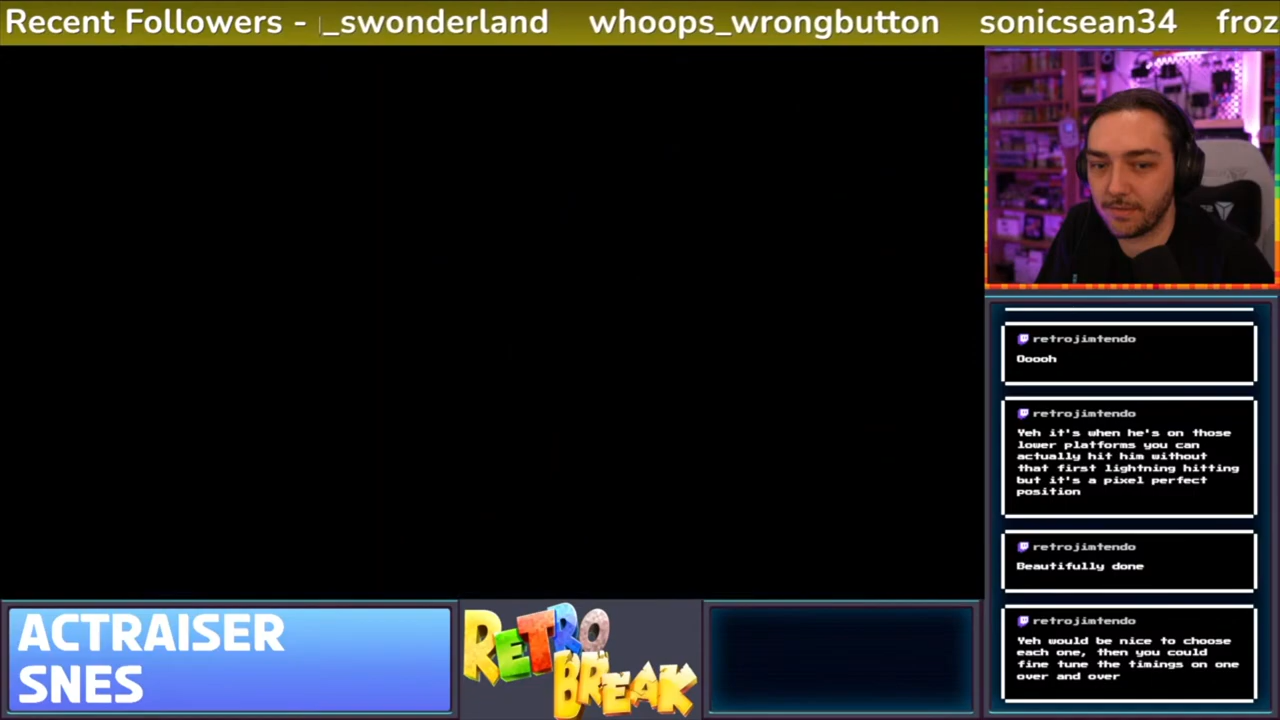 Recent Followers - _swonderland whoops_wrongbutton sonicsean34 froz
retrojimtendo
Ooooh
retrojimtendo
Yeh it's when he's on those
lower platforms you can
actually hit him without
that first lightning hitting
but it's a pixel perfect
position
retrojimtendo
Beautifully done
retrojimtendo
Yeh would be nice to choose
each one, then you could
fine tune the timings on one
over and over
ACTRAISER
SNES
RETRO
BREAK